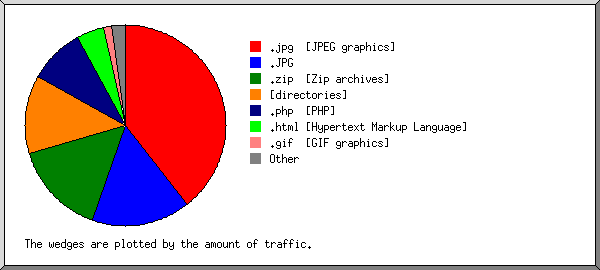 .jpg [JPEG graphics]
.JPG
.zip [Zip archives]
[directories]
.php [PHP]
.html [Hypertext Markup Language]
.gif [GIF graphics]
Other
The wedges are plotted by the amount of traffic.